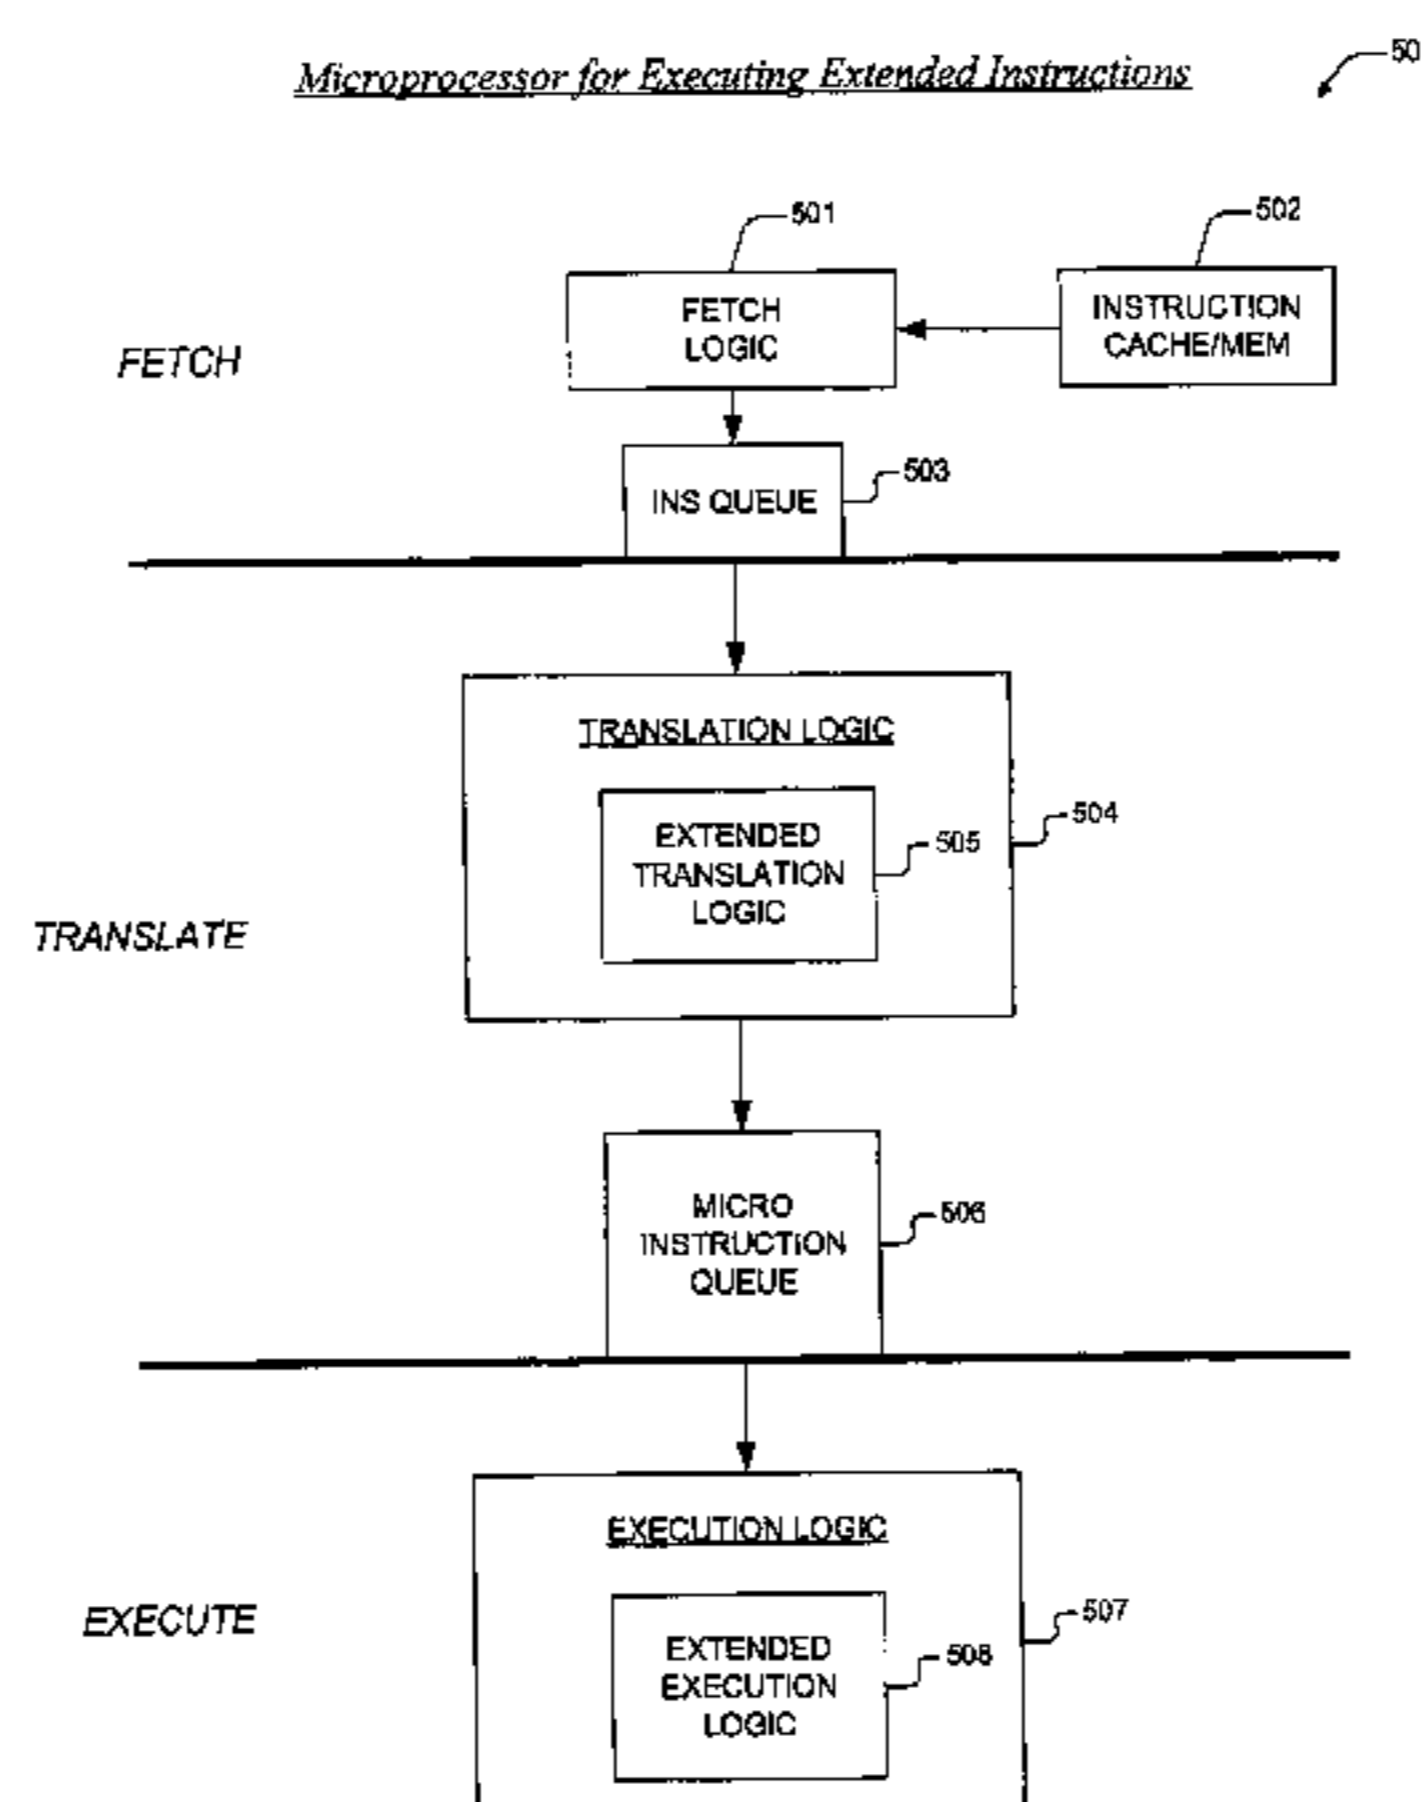 Microprocessor for Executing Extended Instructions
50
501
502
FETCH
LOGIC
INSTRUCTION
CACHE/MEM
FETCH
503
INS QUEUE
TRANSLATION LOGIC
504
505
EXTENDED
TRANSLATION
LOGIC
TRANSLATE
506
MICRO
INSTRUCTION
QUEUE
EXECUTION LOGIC
507
EXECUTE
508
EXTENDED
EXECUTION
LOGIC